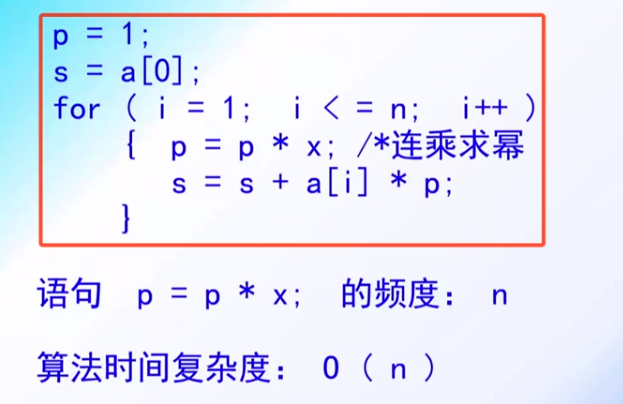 p = 1;
s = a[0];
for ( i = 1; i < = n; i++ )
{ p = p * x; /*连乘求幂
s = s + a[i] * p;
}
语句 p = p * x; 的频度： n
算法时间复杂度： O ( n )